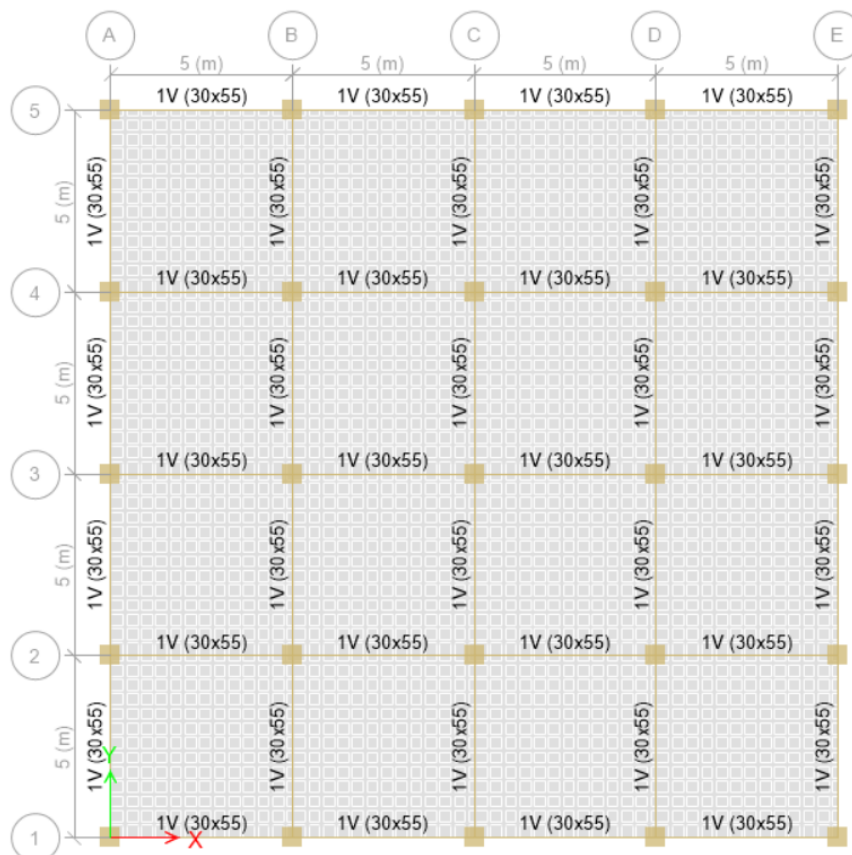 A B C D E
5 (m) 5 (m) 5 (m) 5 (m)
1V (30x55) 1V (30x55) 1V (30x55) 1V (30x55)
5
5 (m) 1V (30x55) 1V (30x55) 1V (30x55) 1V (30x55) 1V (30x55)
1V (30x55) 1V (30x55) 1V (30x55) 1V (30x55)
4
5 (m) 1V (30x55) 1V (30x55) 1V (30x55) 1V (30x55) 1V (30x55)
1V (30x55) 1V (30x55) 1V (30x55) 1V (30x55)
3
5 (m) 1V (30x55) 1V (30x55) 1V (30x55) 1V (30x55) 1V (30x55)
1V (30x55) 1V (30x55) 1V (30x55) 1V (30x55)
2
5 (m) 1V (30x55) 1V (30x55) 1V (30x55) 1V (30x55) 1V (30x55)
Y
1V (30x55) 1V (30x55) 1V (30x55) 1V (30x55)
1 X